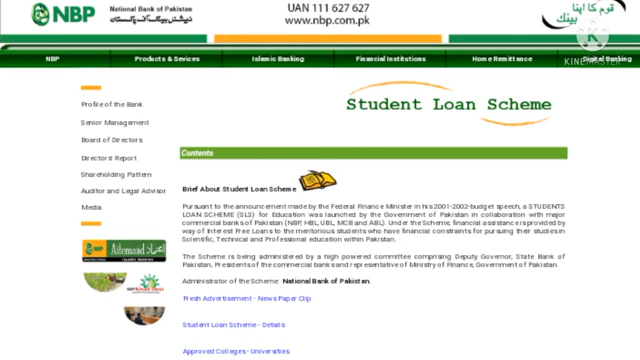 NBP
National Bank of Pakistan
نیشنل بینک آف پاکستان
UAN 111 627 627
www.nbp.com.pk
قوم کا اپنا
بینک
KINEMASTER
NBP
Products & Sevices
Islamic Banking
Financial Institutions
Home Remittance
Digital Banking
Student Loan Scheme
Profile of the Bank
Senior Management
Board of Directors
Directors' Report
Shareholding Pattern
Auditor and Legal Advisor
Media
Aitemaad
اعتماد
ISLAMIC BANKING
Contents
Brief About Student Loan Scheme
Pursuant to the announcement made by the Federal Finance Minister in his 2001-2002-budget speech, a STUDENTS
LOAN SCHEME (SLS) for Education was launched by the Government of Pakistan in collaboration with major
commercial banks of Pakistan (NBP, HBL, UBL, MCB and ABL). Under the Scheme, financial assistance is provided by
way of Interest Free Loans to the meritorious students who have financial constraints for pursuing their studies in
Scientific, Technical and Professional education within Pakistan.
The Scheme is being administered by a high powered committee comprising Deputy Governor, State Bank of
Pakistan, Presidents of the commercial banks and representative of Ministry of Finance, Government of Pakistan.
Administrator of the Scheme: National Bank of Pakistan.
Fresh Advertisement - News Paper Clip
Student Loan Scheme - Details
Approved Colleges - Universities